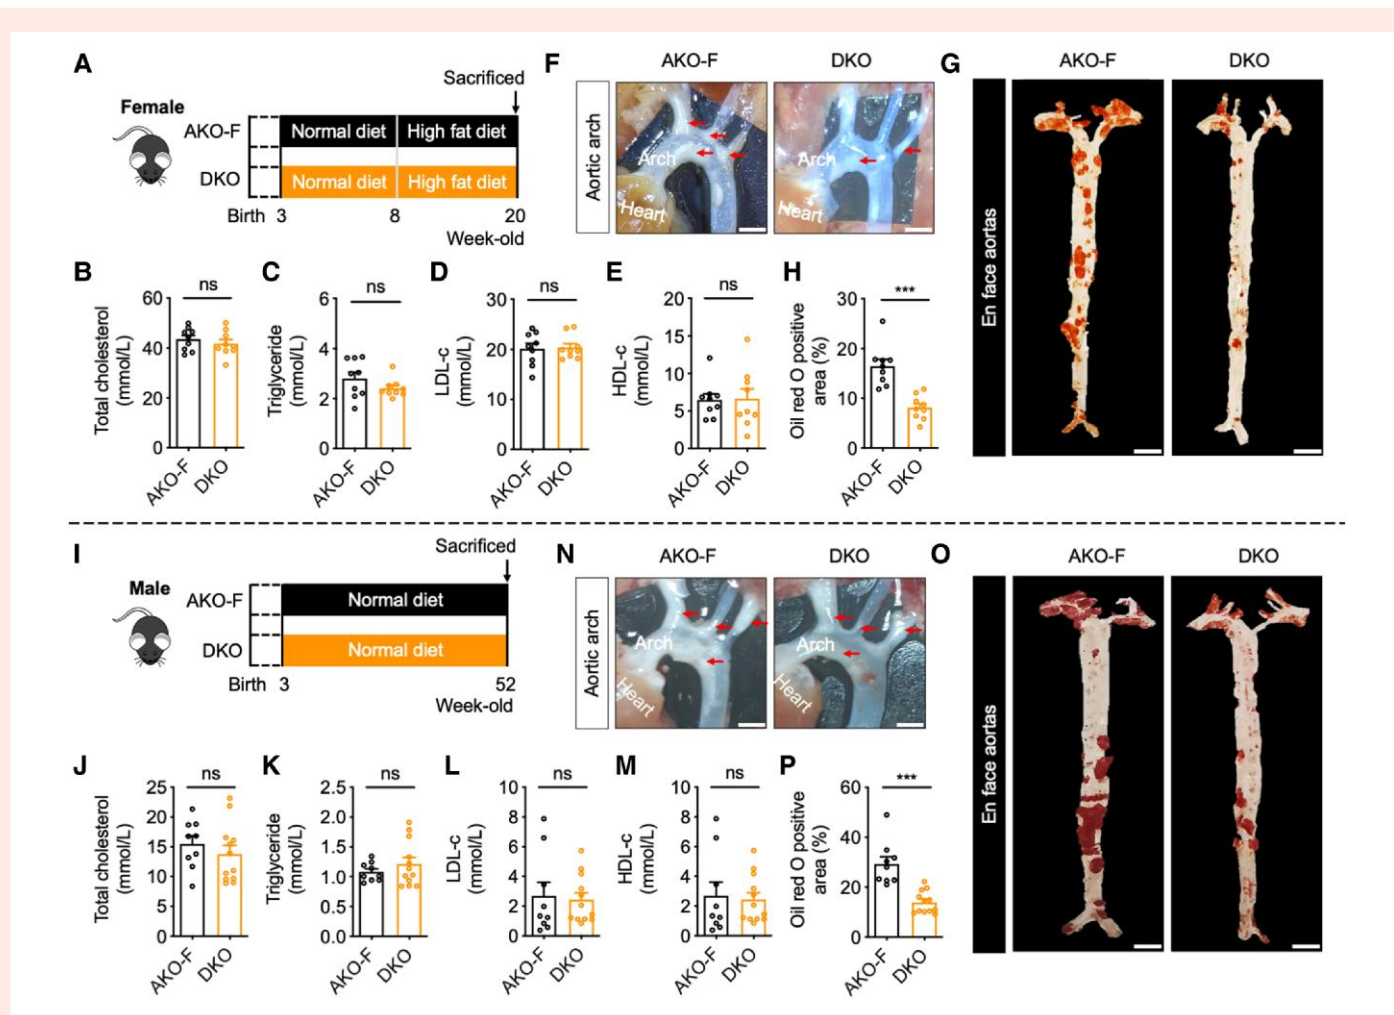 A
Sacrificed
Female
AKO-F
Normal diet
High fat diet
DKO
Normal diet
High fat diet
Birth 3 8 20
Week-old
F
AKO-F DKO
Aortic arch
Arch
Heart
Arch
Heart
G
AKO-F DKO
En face aortas
B
ns
Total cholesterol
(mmol/L)
60
40
20
0
AKO-F
DKO
C
ns
Triglyceride
(mmol/L)
6
4
2
0
AKO-F
DKO
D
ns
LDL-c
(mmol/L)
30
20
10
0
AKO-F
DKO
E
ns
HDL-c
(mmol/L)
20
15
10
5
0
AKO-F
DKO
H
***
Oil red O positive
area (%)
30
20
10
0
AKO-F
DKO
I
Sacrificed
Male
AKO-F
Normal diet
DKO
Normal diet
Birth 3 52
Week-old
N
AKO-F DKO
Aortic arch
Arch
Heart
Arch
Heart
O
AKO-F DKO
En face aortas
J
ns
Total cholesterol
(mmol/L)
25
20
15
10
5
0
AKO-F
DKO
K
ns
Triglyceride
(mmol/L)
2.5
2.0
1.5
1.0
0.5
0.0
AKO-F
DKO
L
ns
LDL-c
(mmol/L)
10
8
6
4
2
0
AKO-F
DKO
M
ns
HDL-c
(mmol/L)
10
8
6
4
2
0
AKO-F
DKO
P
***
Oil red O positive
area (%)
60
40
20
0
AKO-F
DKO